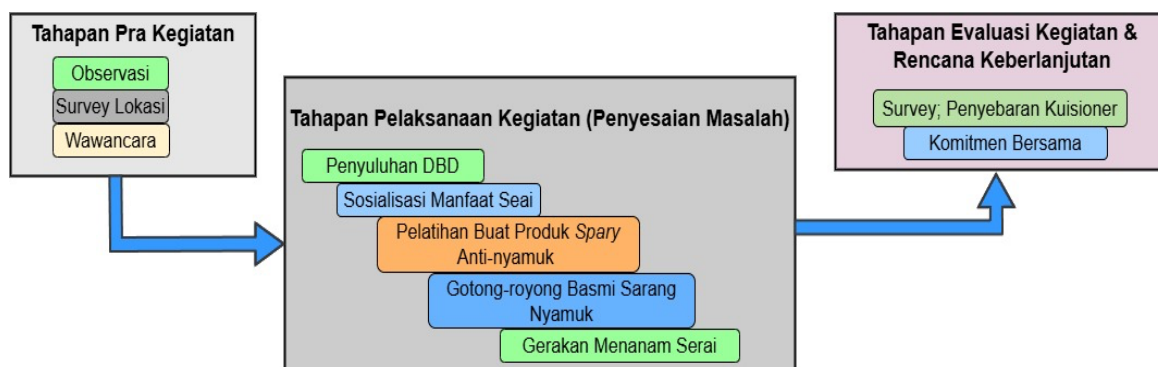 Tahapan Pra Kegiatan
Observasi
Survey Lokasi
Wawancara
Tahapan Pelaksanaan Kegiatan (Penyesaian Masalah)
Penyuluhan DBD
Sosialisasi Manfaat Seai
Pelatihan Buat Produk Spary
Anti-nyamuk
Gotong-royong Basmi Sarang
Nyamuk
Gerakan Menanam Serai
Tahapan Evaluasi Kegiatan &
Rencana Keberlanjutan
Survey; Penyebaran Kuisioner
Komitmen Bersama